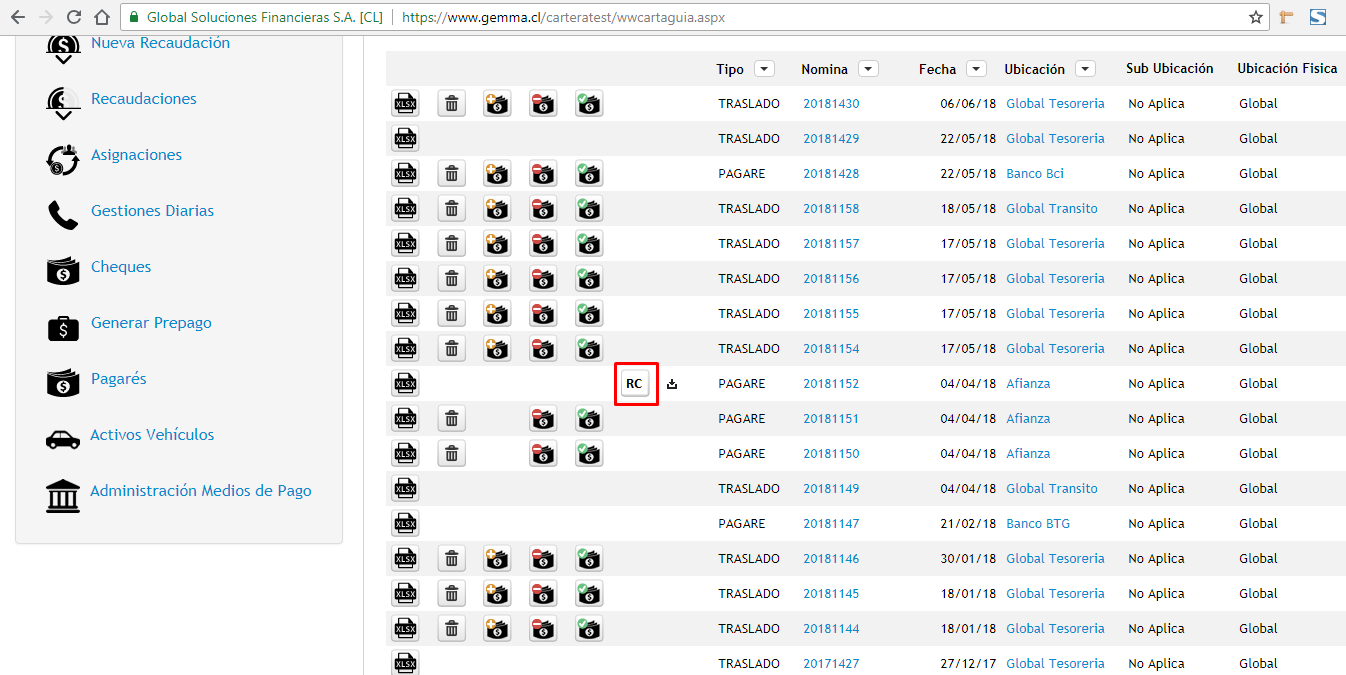 Global Soluciones Financieras S.A. [CL] https://www.gemma.cl/carteratest/wwcartaguia.aspx
Nueva Recaudación
Recaudaciones
Asignaciones
Gestiones Diarias
Cheques
Generar Prepago
Pagarés
Activos Vehículos
Administración Medios de Pago
Tipo Nomina Fecha Ubicación Sub Ubicación Ubicación Fisica
XLSX TRASLADO 20181430 06/06/18 Global Tesoreria No Aplica Global
XLSX TRASLADO 20181429 22/05/18 Global Tesoreria No Aplica Global
XLSX PAGARE 20181428 22/05/18 Banco Bci No Aplica Global
XLSX TRASLADO 20181158 18/05/18 Global Transito No Aplica Global
XLSX TRASLADO 20181157 17/05/18 Global Tesoreria No Aplica Global
XLSX TRASLADO 20181156 17/05/18 Global Tesoreria No Aplica Global
XLSX TRASLADO 20181155 17/05/18 Global Tesoreria No Aplica Global
XLSX TRASLADO 20181154 17/05/18 Global Tesoreria No Aplica Global
XLSX RC PAGARE 20181152 04/04/18 Afianza No Aplica Global
XLSX PAGARE 20181151 04/04/18 Afianza No Aplica Global
XLSX PAGARE 20181150 04/04/18 Afianza No Aplica Global
XLSX TRASLADO 20181149 04/04/18 Global Transito No Aplica Global
XLSX PAGARE 20181147 21/02/18 Banco BTG No Aplica Global
XLSX TRASLADO 20181146 30/01/18 Global Tesoreria No Aplica Global
XLSX TRASLADO 20181145 18/01/18 Global Tesoreria No Aplica Global
XLSX TRASLADO 20181144 18/01/18 Global Tesoreria No Aplica Global
XLSX TRASLADO 20171427 27/12/17 Global Tesoreria No Aplica Global